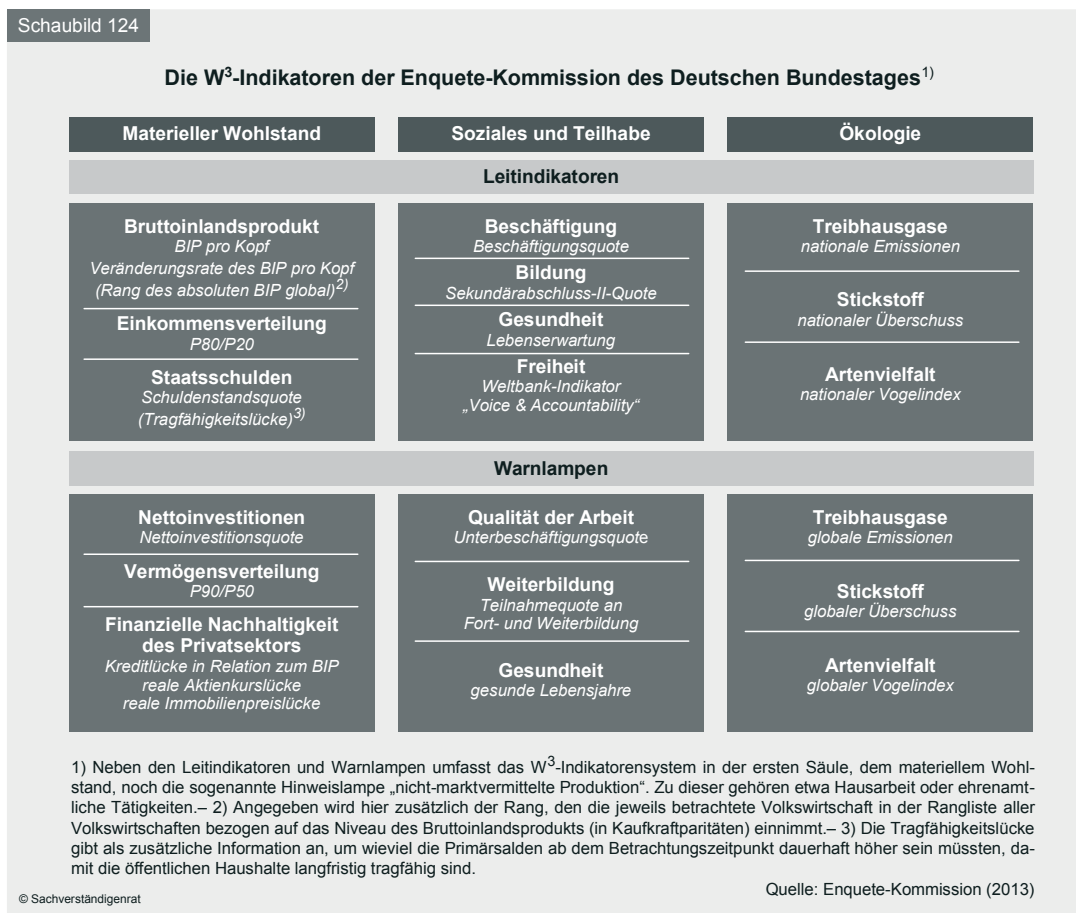 Schaubild 124
Die W³-Indikatoren der Enquete-Kommission des Deutschen Bundestages1)
Materieller Wohlstand
Soziales und Teilhabe
Ökologie
Leitindikatoren
Bruttoinlandsprodukt
BIP pro Kopf
Veränderungsrate des BIP pro Kopf
(Rang des absoluten BIP global)2)
Einkommensverteilung
P80/P20
Staatsschulden
Schuldenstandsquote
(Tragfähigkeitslücke)3)
Beschäftigung
Beschäftigungsquote
Bildung
Sekundärabschluss-II-Quote
Gesundheit
Lebenserwartung
Freiheit
Weltbank-Indikator
„Voice & Accountability“
Treibhausgase
nationale Emissionen
Stickstoff
nationaler Überschuss
Artenvielfalt
nationaler Vogelindex
Warnlampen
Nettoinvestitionen
Nettoinvestitionsquote
Vermögensverteilung
P90/P50
Finanzielle Nachhaltigkeit
des Privatsektors
Kreditlücke in Relation zum BIP
reale Aktienkurslücke
reale Immobilienpreislücke
Qualität der Arbeit
Unterbeschäftigungsquote
Weiterbildung
Teilnahmequote an
Fort- und Weiterbildung
Gesundheit
gesunde Lebensjahre
Treibhausgase
globale Emissionen
Stickstoff
globaler Überschuss
Artenvielfalt
globaler Vogelindex
1) Neben den Leitindikatoren und Warnlampen umfasst das W³-Indikatorensystem in der ersten Säule, dem materiellem Wohl-
stand, noch die sogenannte Hinweislampe „nicht-marktvermittelte Produktion“. Zu dieser gehören etwa Hausarbeit oder ehrenamt-
liche Tätigkeiten.– 2) Angegeben wird hier zusätzlich der Rang, den die jeweils betrachtete Volkswirtschaft in der Rangliste aller
Volkswirtschaften bezogen auf das Niveau des Bruttoinlandsprodukts (in Kaufkraftparitäten) einnimmt.– 3) Die Tragfähigkeitslücke
gibt als zusätzliche Information an, um wieviel die Primärsalden ab dem Betrachtungszeitpunkt dauerhaft höher sein müssten, da-
mit die öffentlichen Haushalte langfristig tragfähig sind.
Quelle: Enquete-Kommission (2013)
© Sachverständigenrat